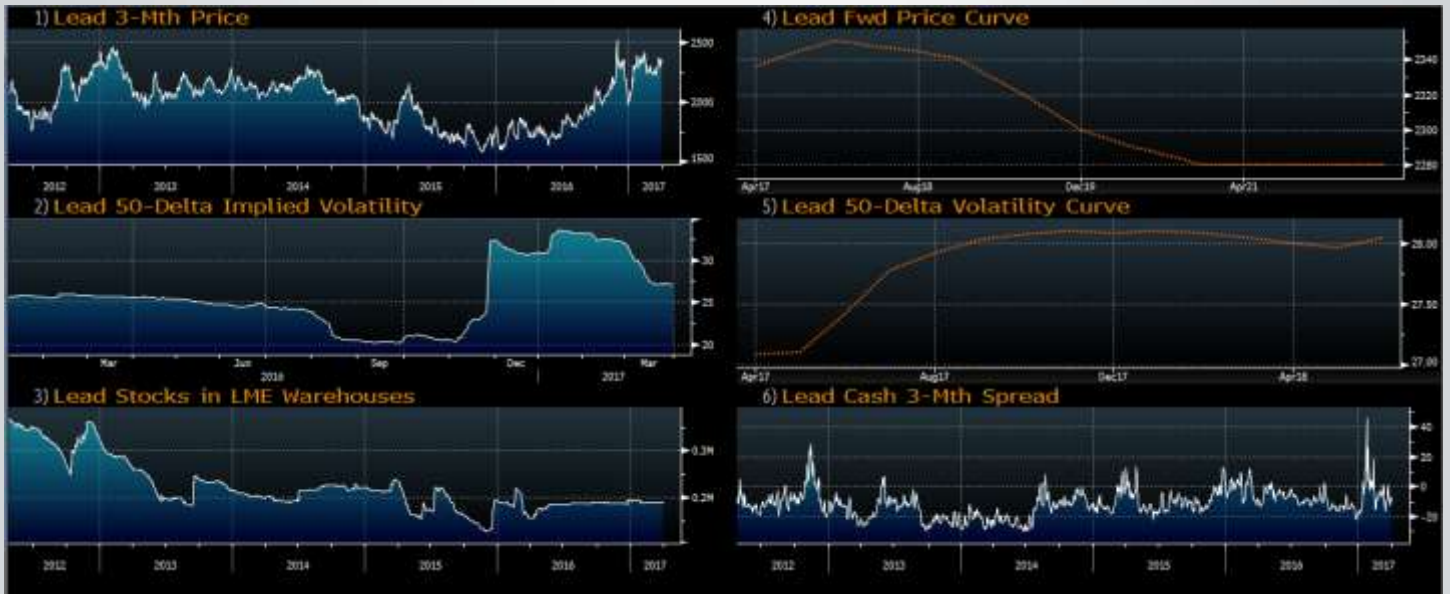 1) Lead 3-Mth Price
2500
2000
1500
2012 2013 2014 2015 2016 2017
2) Lead 50-Delta Implied Volatility
30
25
20
Mar Jun Sep Dec Mar
2016 2017
3) Lead Stocks in LME Warehouses
0.3M
0.2M
2012 2013 2014 2015 2016 2017
4) Lead Fwd Price Curve
2340
2320
2300
2280
Apr17 Aug18 Dec19 Apr21
5) Lead 50-Delta Volatility Curve
28.00
27.50
27.00
Apr17 Aug17 Dec17 Apr18
6) Lead Cash 3-Mth Spread
40
20
0
-20
2012 2013 2014 2015 2016 2017